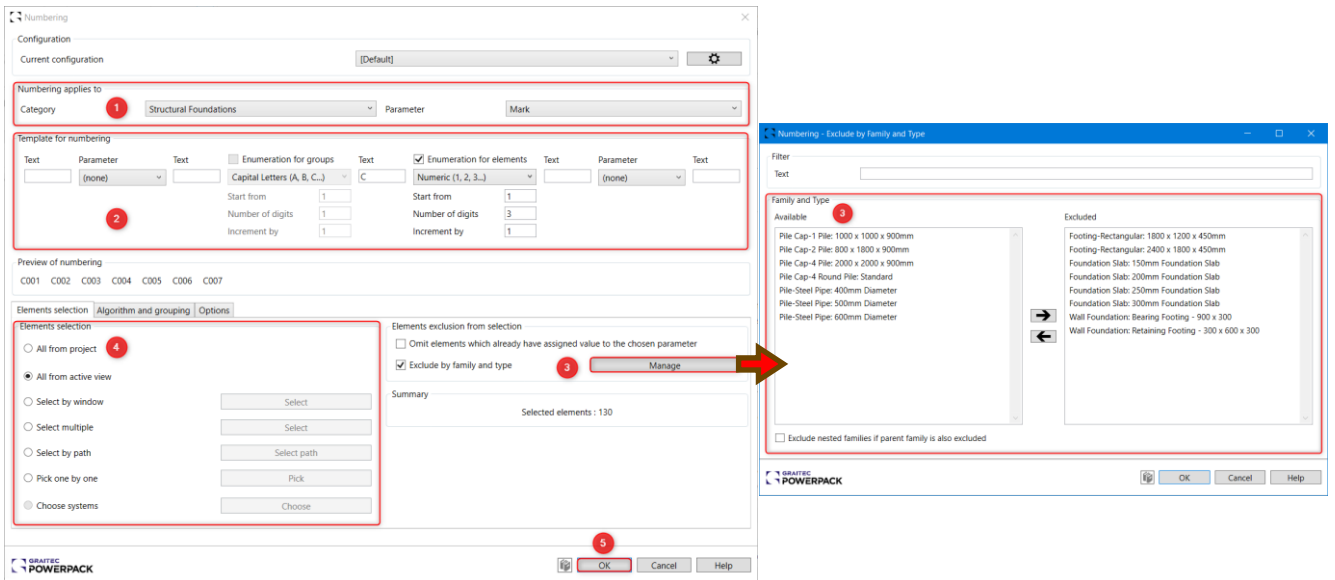 Numbering
Configuration
Current configuration [Default]
Numbering applies to
Category 1 Structural Foundations Parameter Mark
Template for numbering
Text Parameter Text Enumeration for groups Text Enumeration for elements Text Parameter Text
(none) Capital Letters (A, B, C...) C Numeric (1, 2, 3...) (none)
Start from 1 Start from 1
2 Number of digits 1 Number of digits 3
Increment by 1 Increment by 1
Preview of numbering
C001 C002 C003 C004 C005 C006 C007
Elements selection Algorithm and grouping Options
Elements selection
All from project 4
All from active view
Select by window Select
Select multiple Select
Select by path Select path
Pick one by one Pick
Choose systems Choose
Elements exclusion from selection
Omit elements which already have assigned value to the chosen parameter
Exclude by family and type 3 Manage
Summary
Selected elements : 130
5
GRAITEC
POWERPACK
OK Cancel Help
Numbering - Exclude by Family and Type
Filter
Text
Family and Type
Available 3
Pile Cap-1 Pile: 1000 x 1000 x 900mm
Pile Cap-2 Pile: 800 x 1800 x 900mm
Pile Cap-4 Pile: 2000 x 2000 x 900mm
Pile Cap-4 Round Pile: Standard
Pile-Steel Pipe: 400mm Diameter
Pile-Steel Pipe: 500mm Diameter
Pile-Steel Pipe: 600mm Diameter
Excluded
Footing-Rectangular: 1800 x 1200 x 450mm
Footing-Rectangular: 2400 x 1800 x 450mm
Foundation Slab: 150mm Foundation Slab
Foundation Slab: 200mm Foundation Slab
Foundation Slab: 250mm Foundation Slab
Foundation Slab: 300mm Foundation Slab
Wall Foundation: Bearing Footing - 900 x 300
Wall Foundation: Retaining Footing - 300 x 600 x 300
Exclude nested families if parent family is also excluded
GRAITEC
POWERPACK
OK Cancel Help